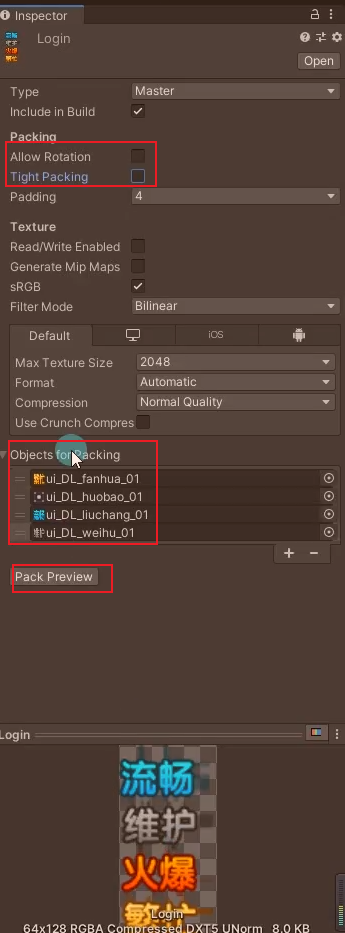 Inspector
Login
Open
Type Master
Include in Build
Packing
Allow Rotation
Tight Packing
Padding 4
Texture
Read/Write Enabled
Generate Mip Maps
sRGB
Filter Mode Bilinear
Default iOS
Max Texture Size 2048
Format Automatic
Compression Normal Quality
Use Crunch Compres
Objects for Packing
ui_DL_fanhua_01
ui_DL_huobao_01
ui_DL_liuchang_01
ui_DL_weihu_01
Pack Preview
Login
流畅
维护
火爆
繁忙
Login
64x128 RGBA Compressed DXT5 UNorm 8.0 KB